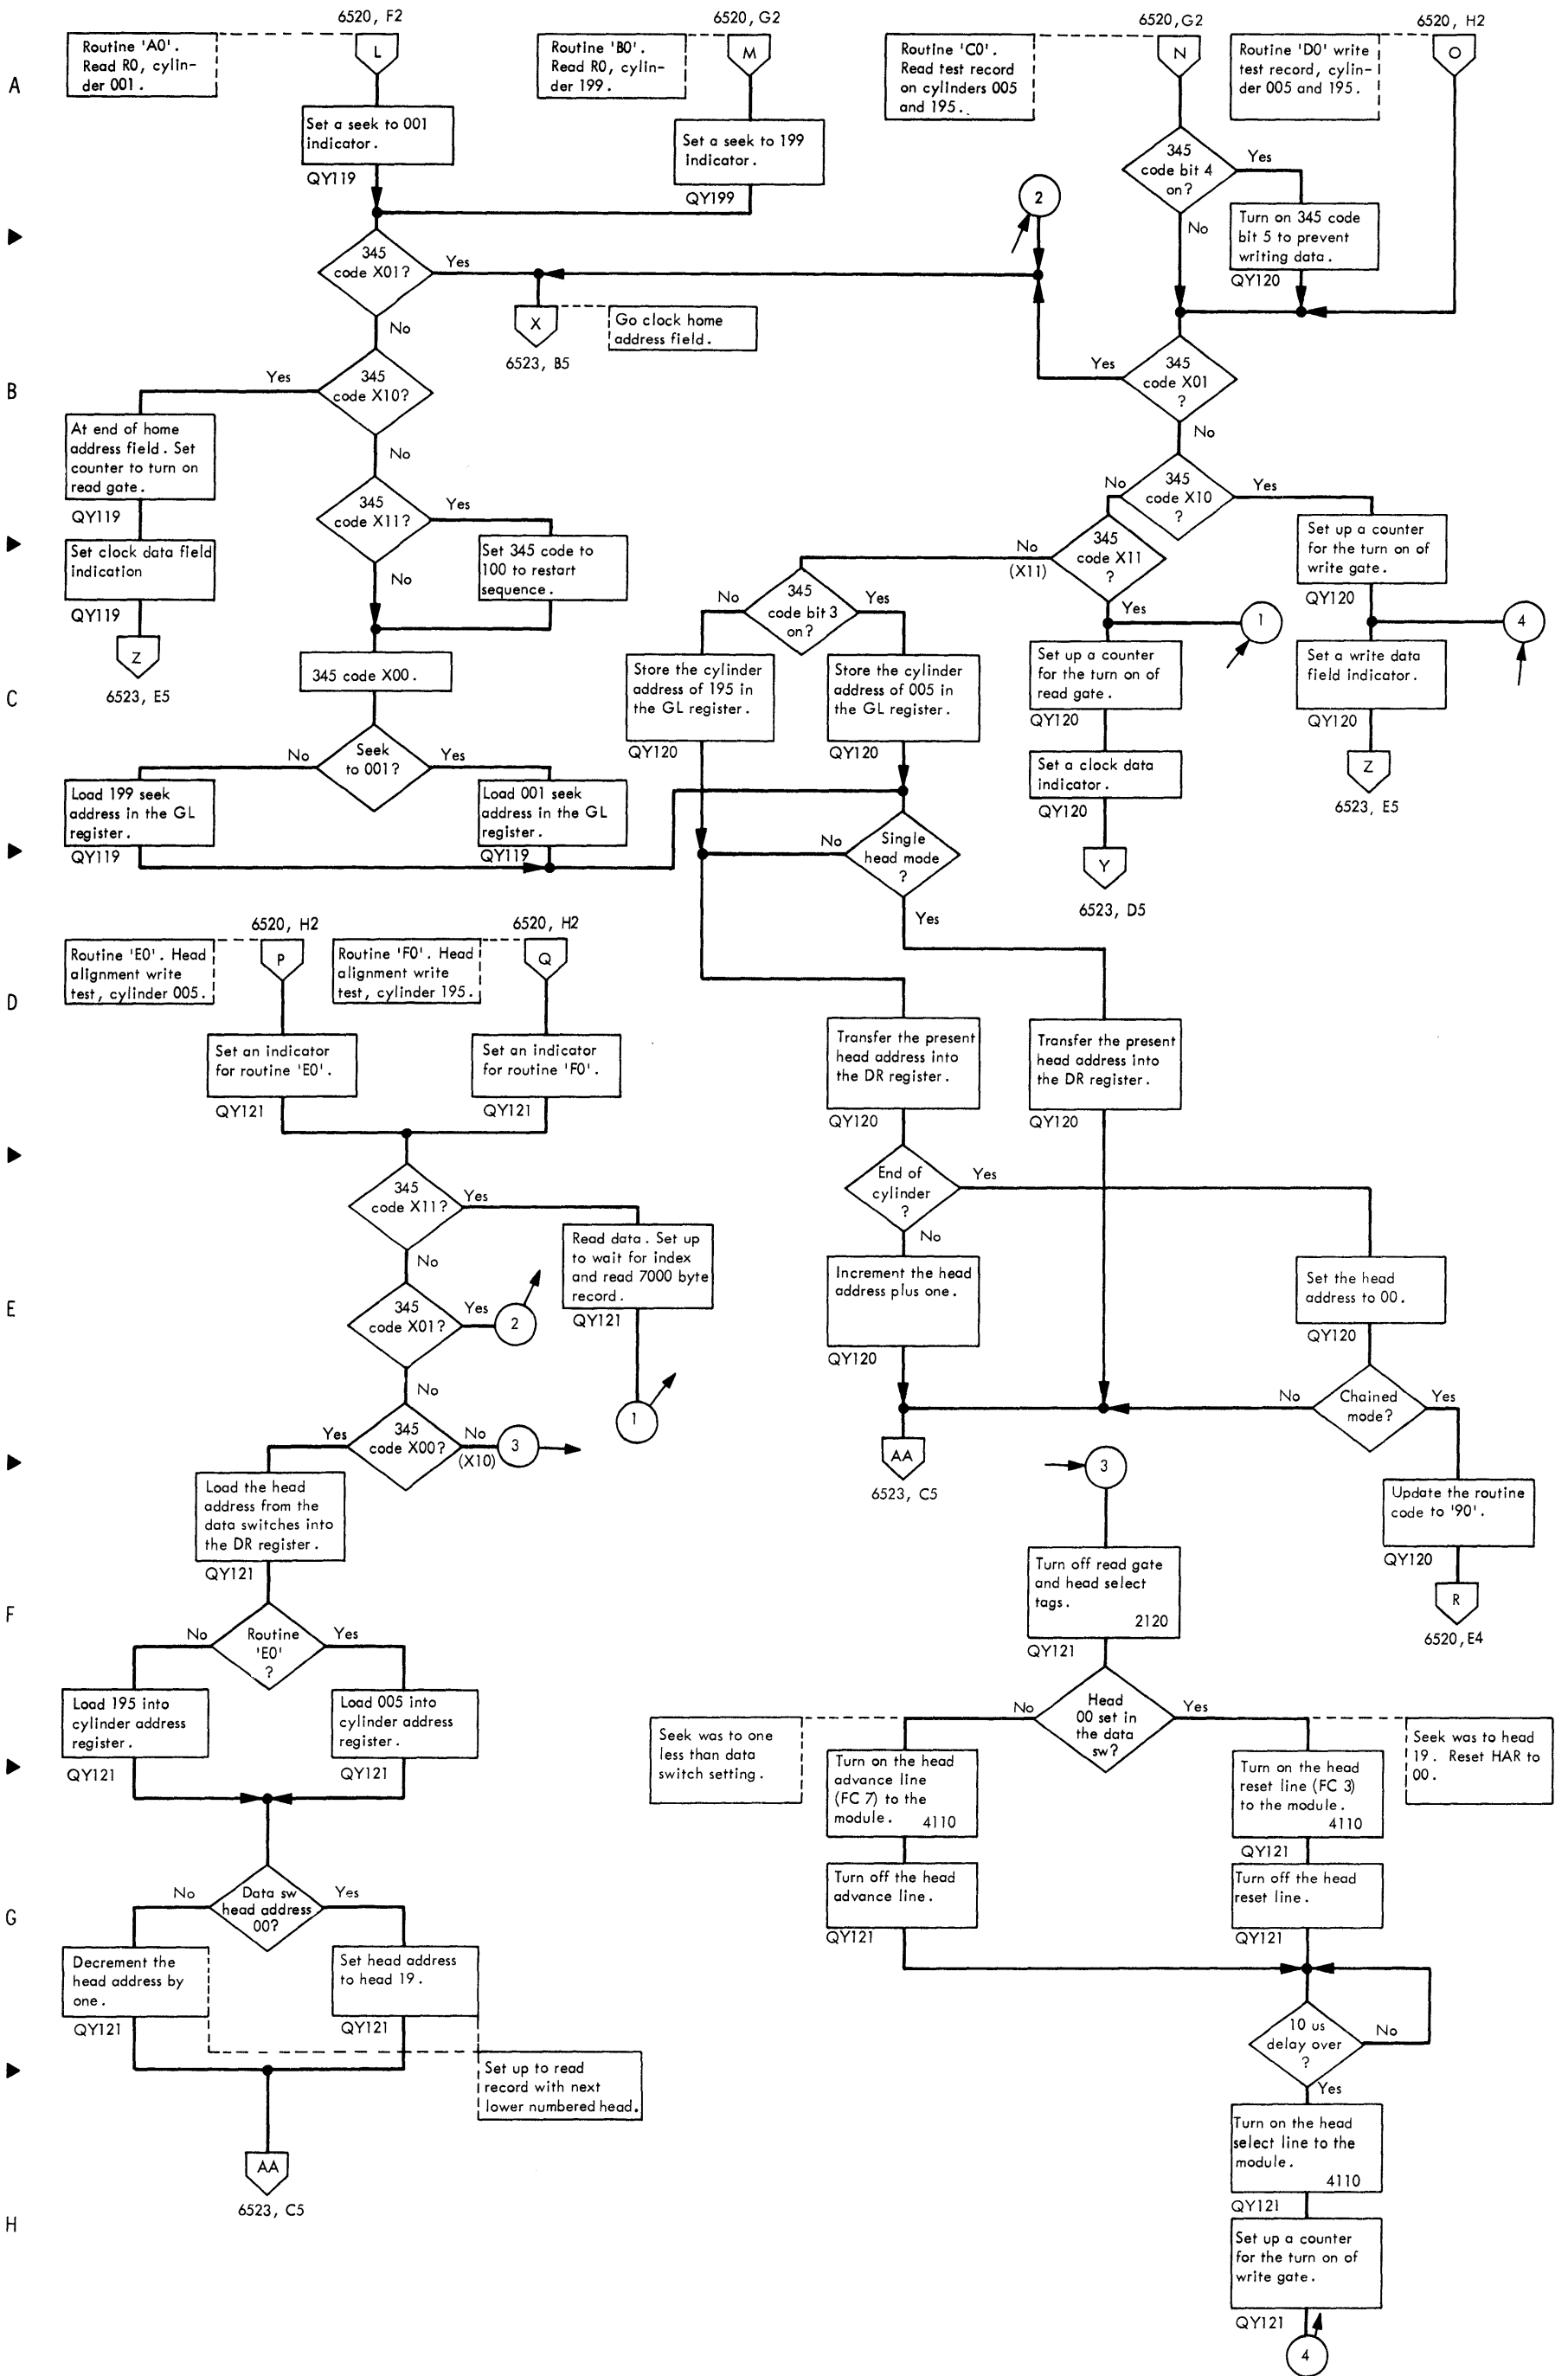 6520, F2
6520, G2
6520,G2
6520, H2
Routine 'A0'.
Read R0, cylin-
der 001.
L
Routine 'B0'.
Read R0, cylin-
der 199.
M
Routine 'C0'.
Read test record
on cylinders 005
and 195.
N
Routine 'D0' write
test record, cylin-
der 005 and 195.
O
A
Set a seek to 001
indicator.
QY119
Set a seek to 199
indicator.
QY199
345
code bit 4
on?
Yes
No
Turn on 345 code
bit 5 to prevent
writing data.
QY120
2
345
code X01?
Yes
No
X
6523, B5
Go clock home
address field.
B
345
code X10?
Yes
No
345
code X01
?
Yes
No
At end of home
address field. Set
counter to turn on
read gate.
QY119
Set clock data field
indication
QY119
Z
6523, E5
345
code X11?
Yes
No
Set 345 code to
100 to restart
sequence.
345
code X10
?
No
Yes
345
code X11
?
No
(X11)
Yes
Set up a counter
for the turn on of
write gate.
QY120
1
4
345
code bit 3
on?
No
Yes
345 code X00.
C
Store the cylinder
address of 195 in
the GL register.
QY120
Store the cylinder
address of 005 in
the GL register.
QY120
Set up a counter
for the turn on of
read gate.
QY120
Set a write data
field indicator.
QY120
Seek
to 001?
No
Yes
Load 199 seek
address in the GL
register.
QY119
Load 001 seek
address in the GL
register.
QY119
Set a clock data
indicator.
QY120
Z
6523, E5
Single
head mode
?
No
Yes
Y
6523, D5
6520, H2
6520, H2
Routine 'E0'. Head
alignment write
test, cylinder 005.
P
Routine 'F0'. Head
alignment write
test, cylinder 195.
Q
D
Set an indicator
for routine 'E0'.
QY121
Set an indicator
for routine 'F0'.
QY121
Transfer the present
head address into
the DR register.
QY120
Transfer the present
head address into
the DR register.
QY120
345
code X11?
Yes
No
End of
cylinder
?
Yes
No
Read data. Set up
to wait for index
and read 7000 byte
record.
QY121
Increment the head
address plus one.
QY120
Set the head
address to 00.
QY120
E
345
code X01?
Yes
No
2
1
Chained
mode?
No
Yes
345
code X00?
Yes
No
(X10)
3
AA
6523, C5
3
Update the routine
code to '90'.
QY120
R
6520,E4
Load the head
address from the
data switches into
the DR register.
QY121
Turn off read gate
and head select
tags.
2120
QY121
F
Routine
'E0'
?
No
Yes
Load 195 into
cylinder address
register.
QY121
Load 005 into
cylinder address
register.
QY121
Head
00 set in
the data
sw?
No
Yes
Seek was to one
less than data
switch setting.
Turn on the head
advance line
(FC 7) to the
module. 4110
Turn on the head
reset line (FC 3)
to the module.
4110
QY121
Seek was to head
19. Reset HAR to
00.
G
Data sw
head address
00?
No
Yes
Turn off the head
advance line.
QY121
Turn off the head
reset line.
QY121
Decrement the
head address by
one.
QY121
Set head address
to head 19.
QY121
Set up to read
record with next
lower numbered head.
10 us
delay over
?
No
Yes
AA
6523, C5
Turn on the head
select line to the
module.
4110
QY121
H
Set up a counter
for the turn on of
write gate.
QY121
4